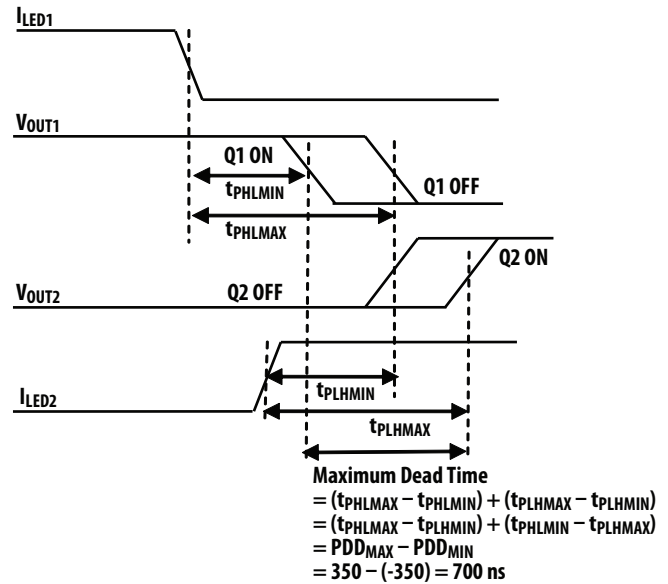 ILED1
VOUT1
Q1 ON
tPHLMIN
Q1 OFF
tPHLMAX
Q2 ON
VOUT2
Q2 OFF
tPLHMIN
ILED2
tPLHMAX
Maximum Dead Time
= (tPHLMAX – tPHLMIN) + (tPLHMAX – tPLHMIN)
= (tPHLMAX – tPLHMIN) + (tPHLMIN – tPLHMAX)
= PDDMAX – PDDMIN
= 350 – (-350) = 700 ns